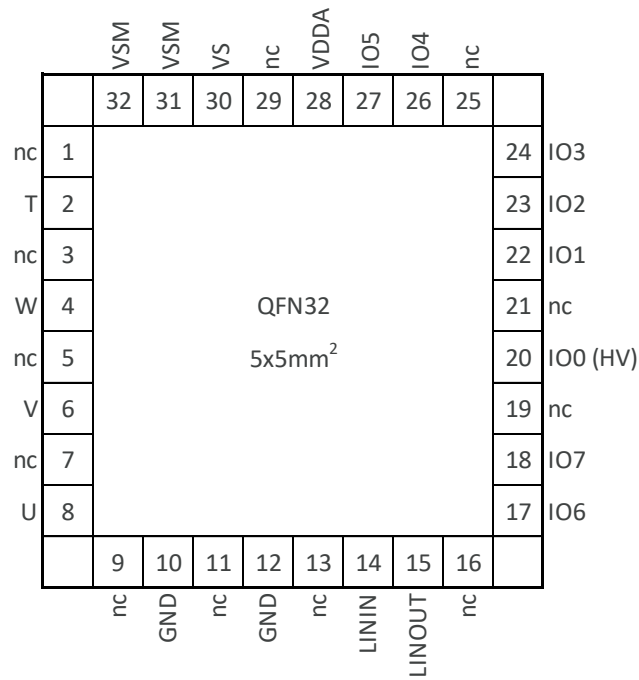 VSM VSM VS nc VDDA IO5 IO4 nc
32 31 30 29 28 27 26 25
nc 1 24 IO3
T 2 23 IO2
nc 3 22 IO1
W 4 QFN32 21 nc
nc 5 5x5mm² 20 IO0 (HV)
V 6 19 nc
nc 7 18 IO7
U 8 17 IO6
9 10 11 12 13 14 15 16
nc GND nc GND nc LININ LINOUT nc